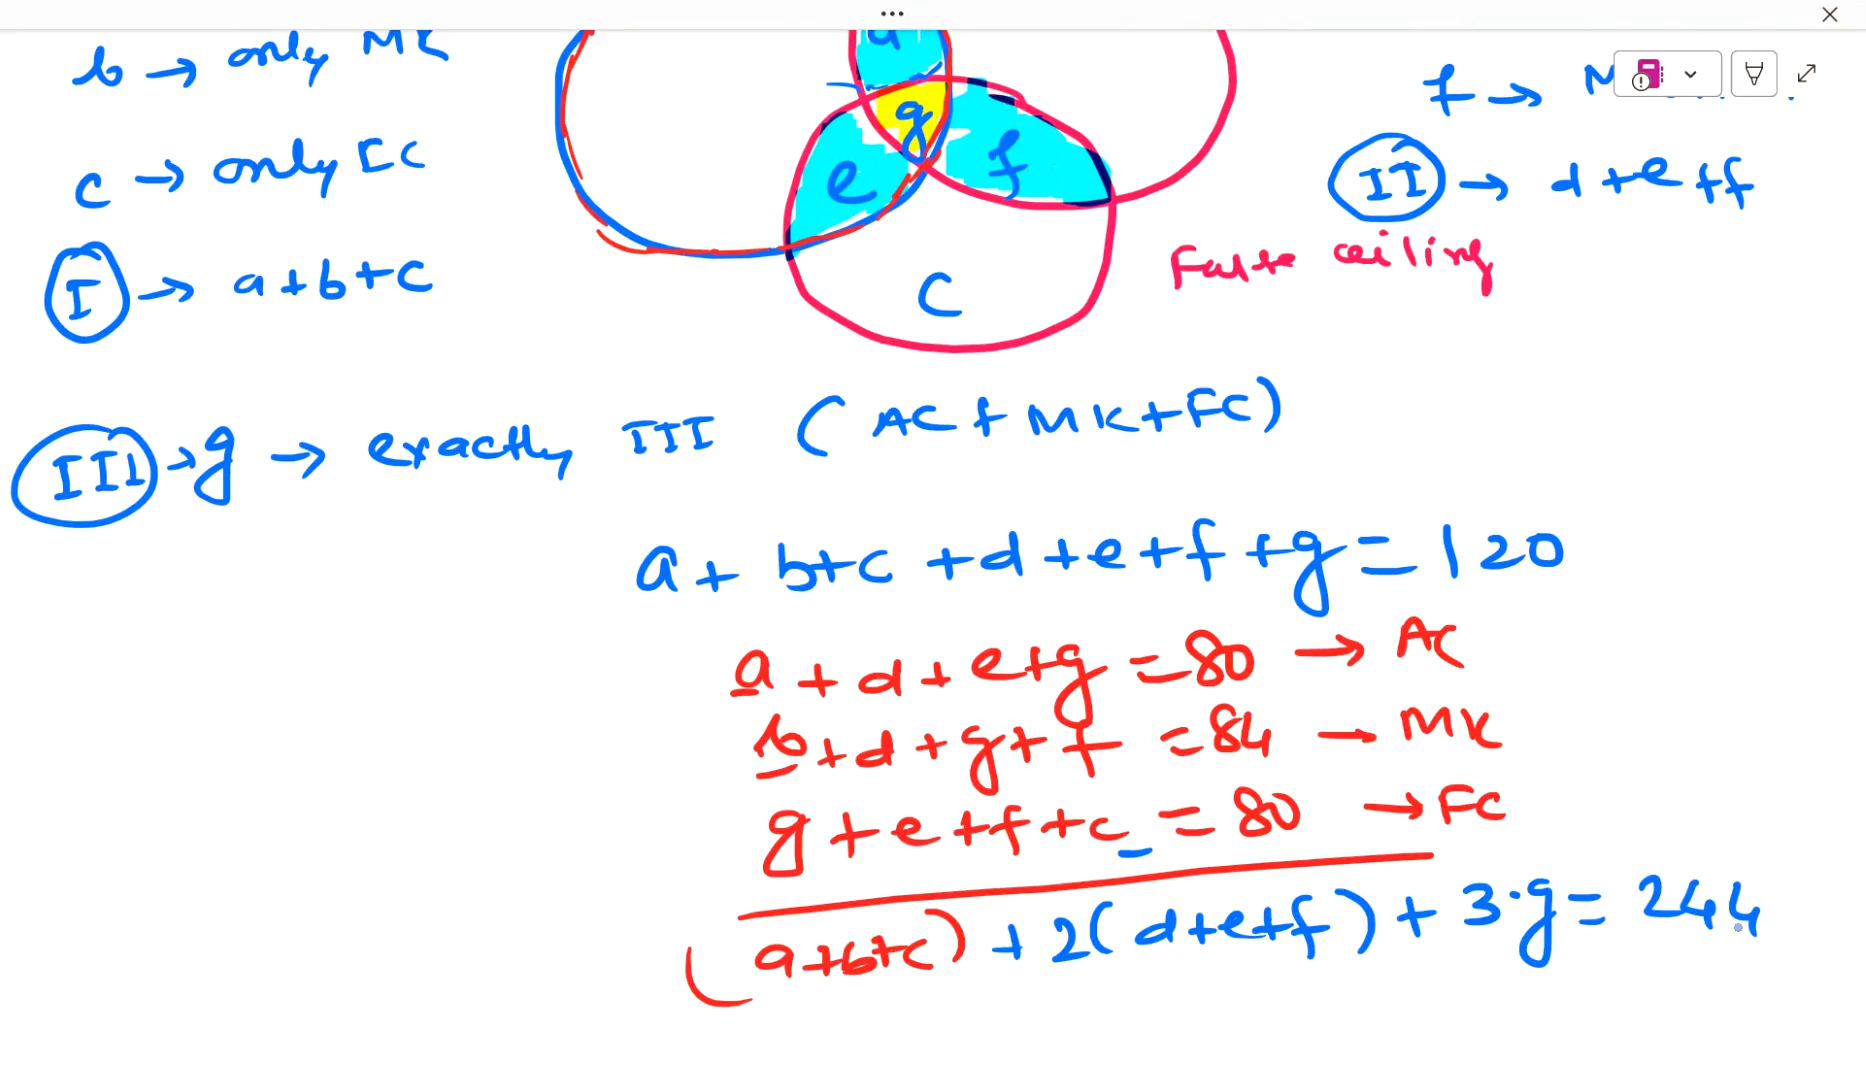 b → only MK
a
g
f → M
c → only FC
e
f
II → d+e+f
I → a+b+c
c
False ceiling
III → g → exactly III (AC + MK + FC)
a + b + c + d + e + f + g = 120
a + d + e + g = 80 → AC
b + d + g + f = 84 → MK
g + e + f + c = 80 → FC
(a+b+c) + 2(d+e+f) + 3·g = 244